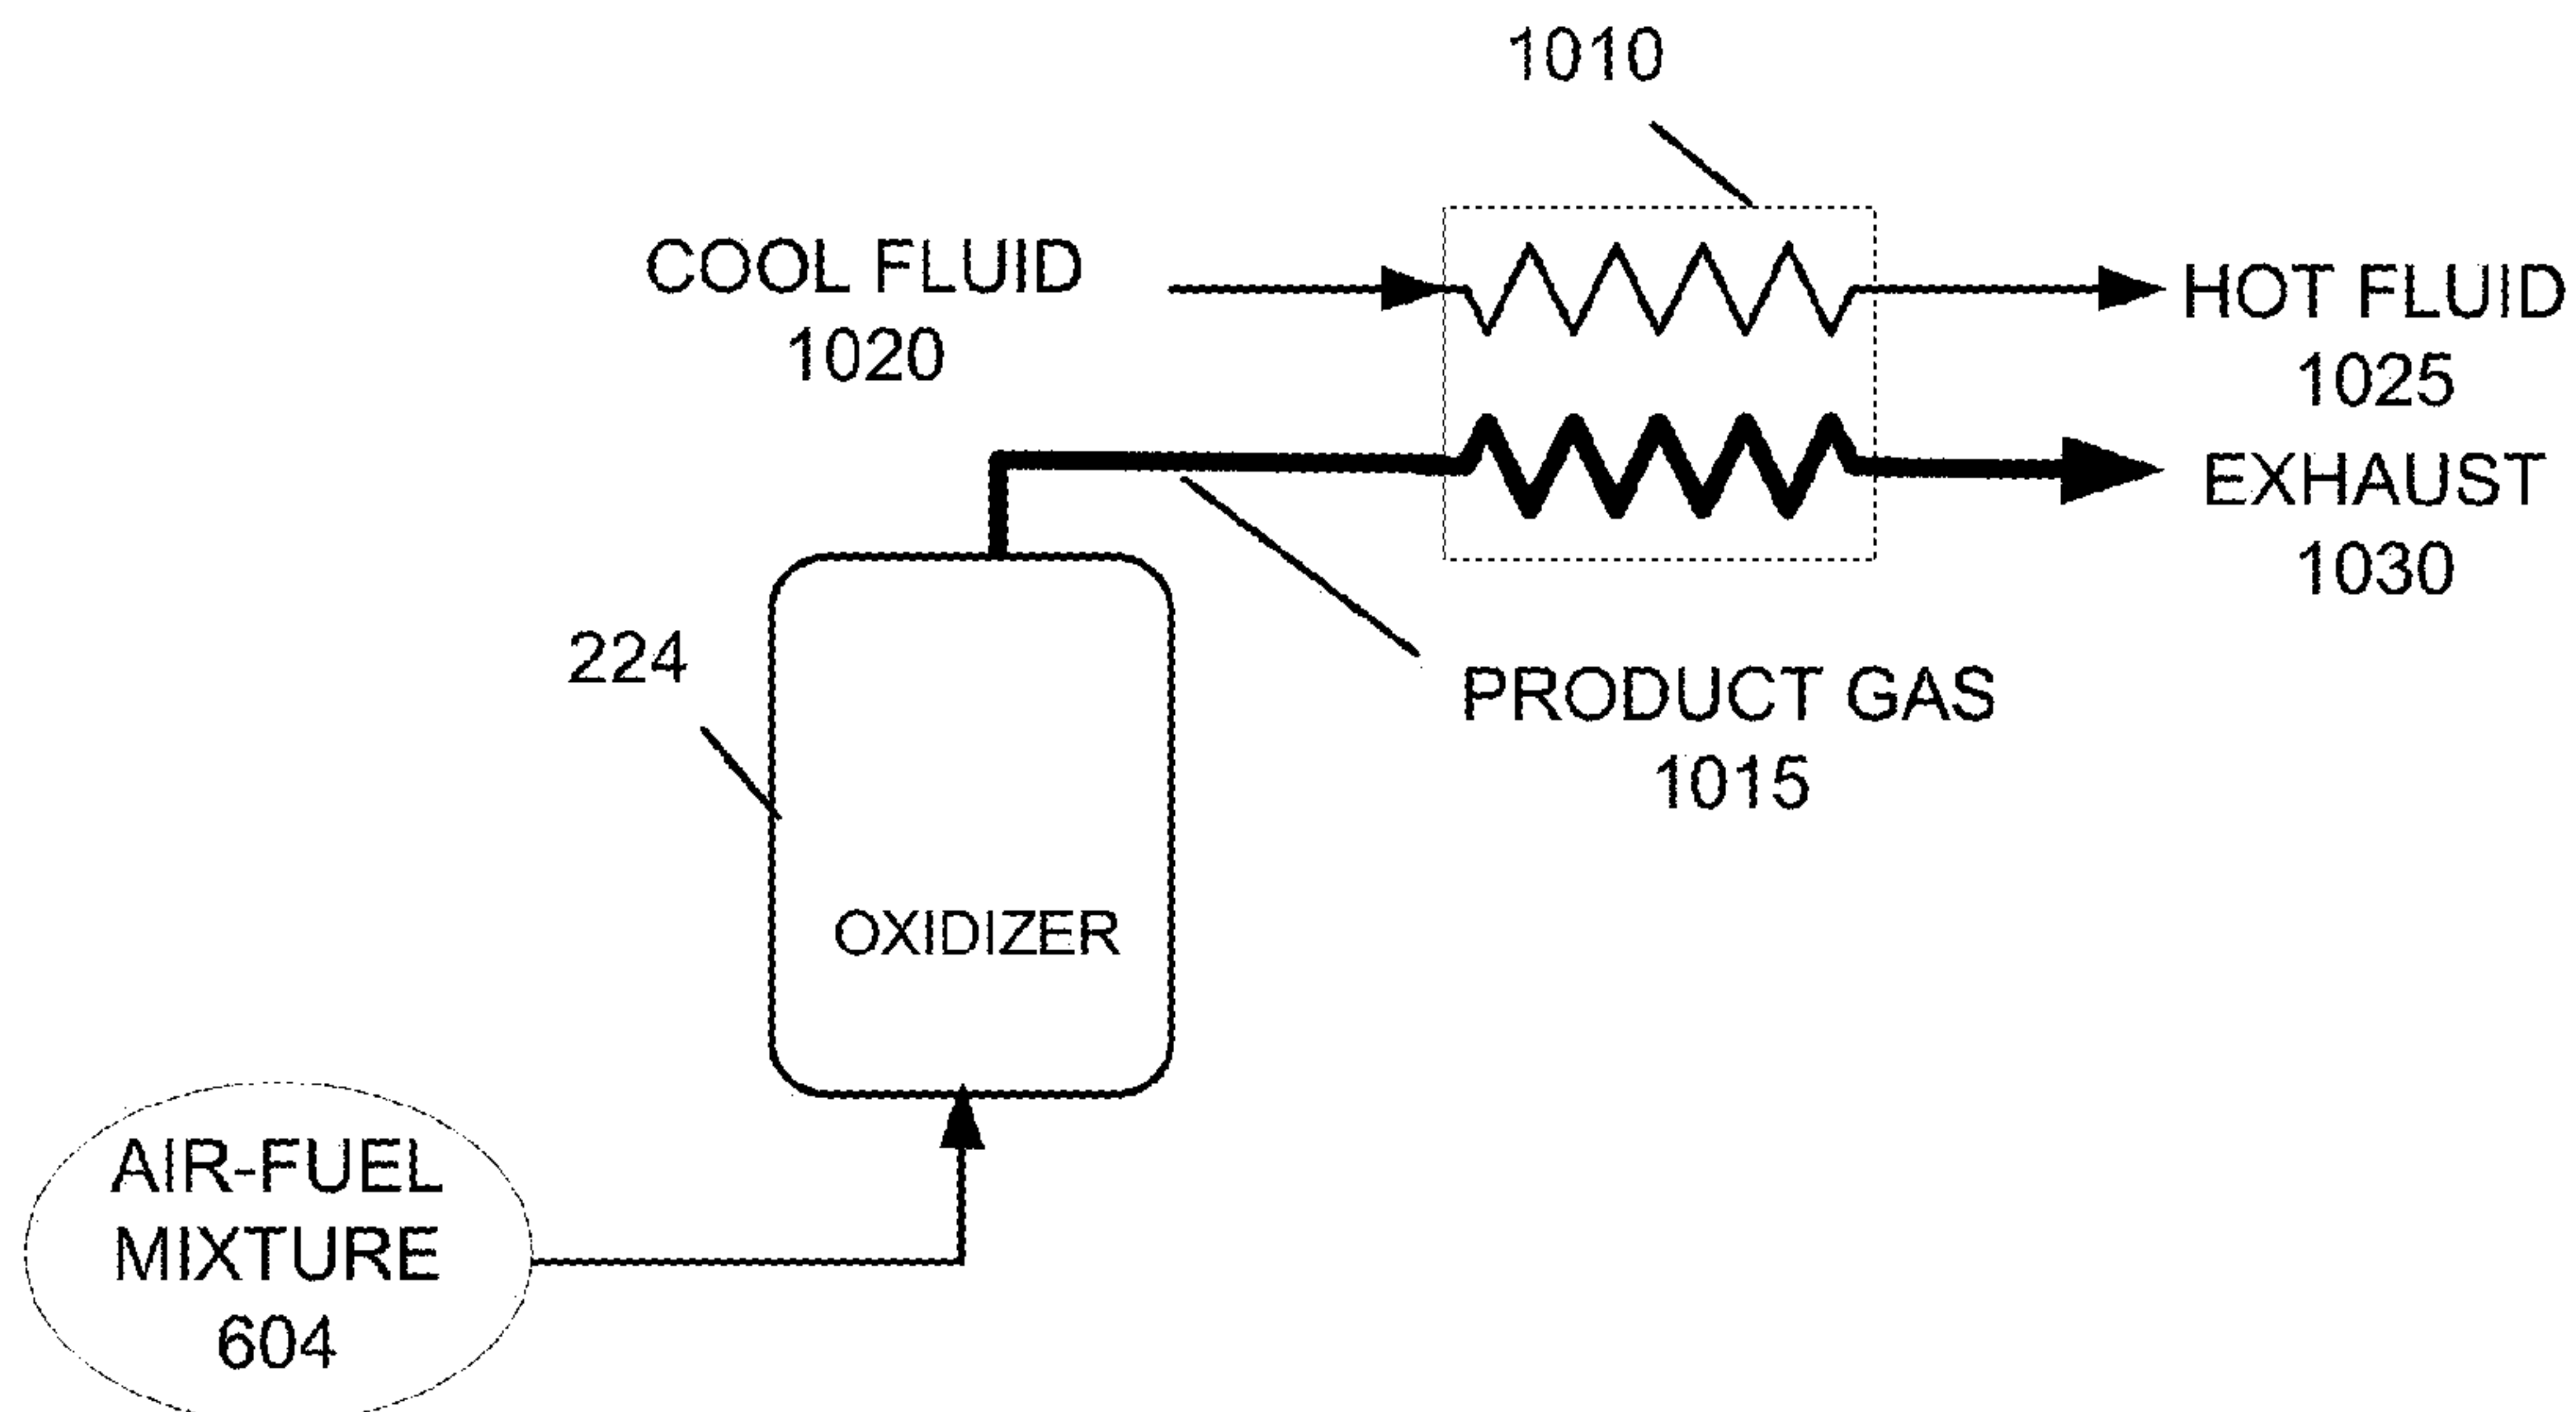 1010
COOL FLUID
1020
HOT FLUID
1025
EXHAUST
1030
224
PRODUCT GAS
1015
OXIDIZER
AIR-FUEL
MIXTURE
604